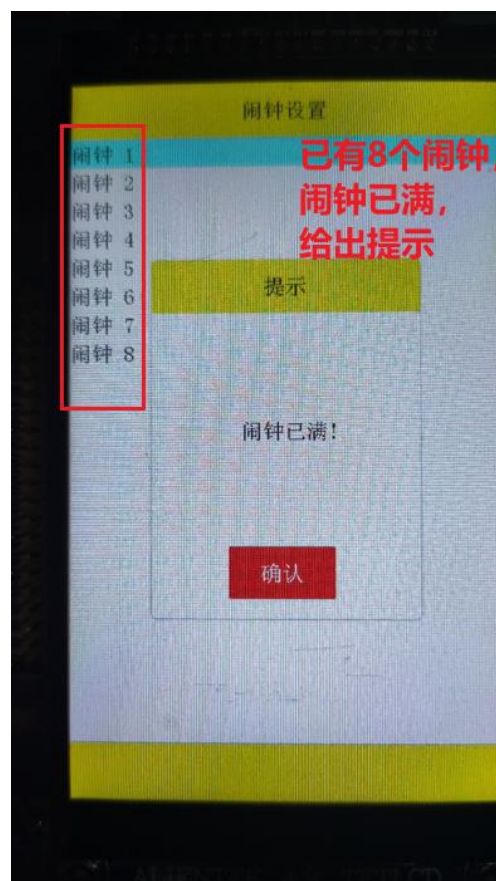 闹钟设置
闹钟 1
闹钟 2
闹钟 3
闹钟 4
闹钟 5
闹钟 6
闹钟 7
闹钟 8
已有8个闹钟，
闹钟已满，
给出提示
提示
闹钟已满！
确认